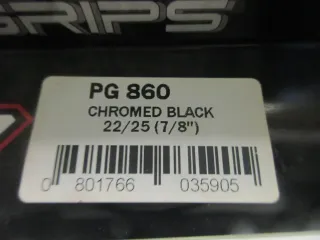 GRIPS
PG 860
CHROMED BLACK
22/25 (7/8")
0 801766 035905